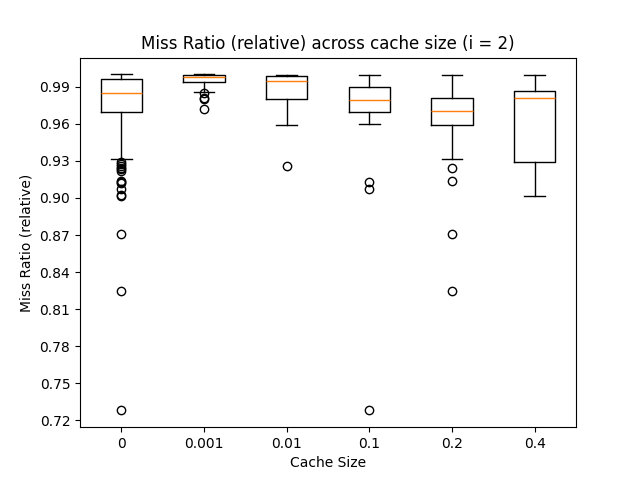 Miss Ratio (relative) across cache size (i = 2)
Miss Ratio (relative)
0.99
0.96
0.93
0.90
0.87
0.84
0.81
0.78
0.75
0.72
0 0.001 0.01 0.1 0.2 0.4
Cache Size